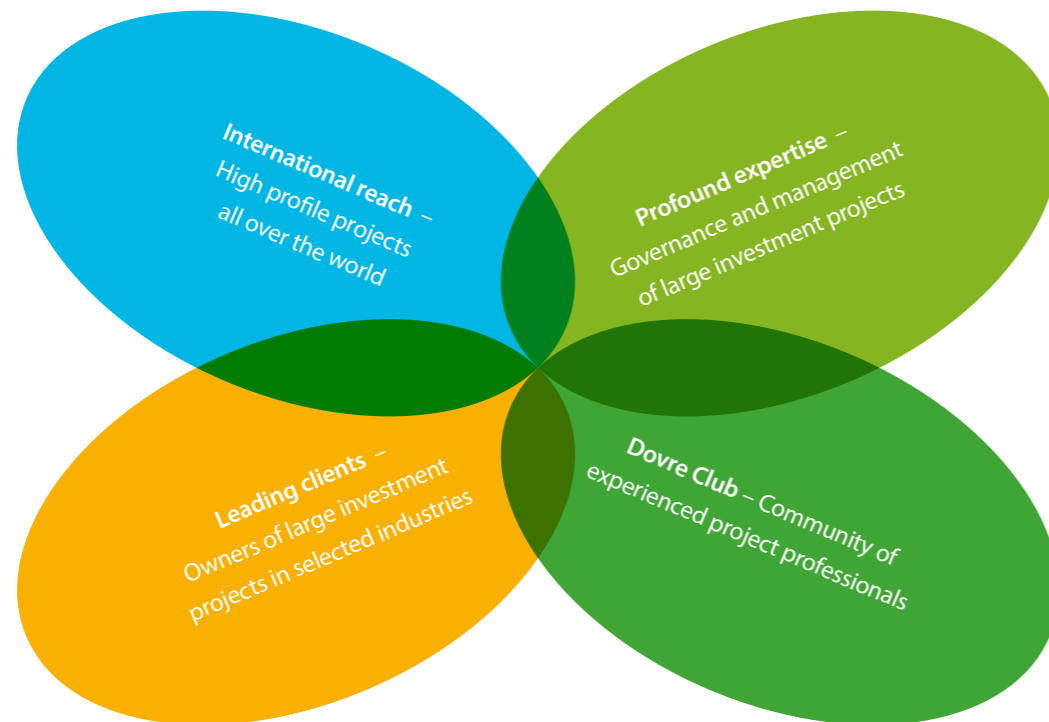 International reach –
High profile projects
all over the world
Profound expertise –
Governance and management
of large investment projects
Leading clients –
Owners of large investment
projects in selected industries
Dovre Club – Community of
experienced project professionals